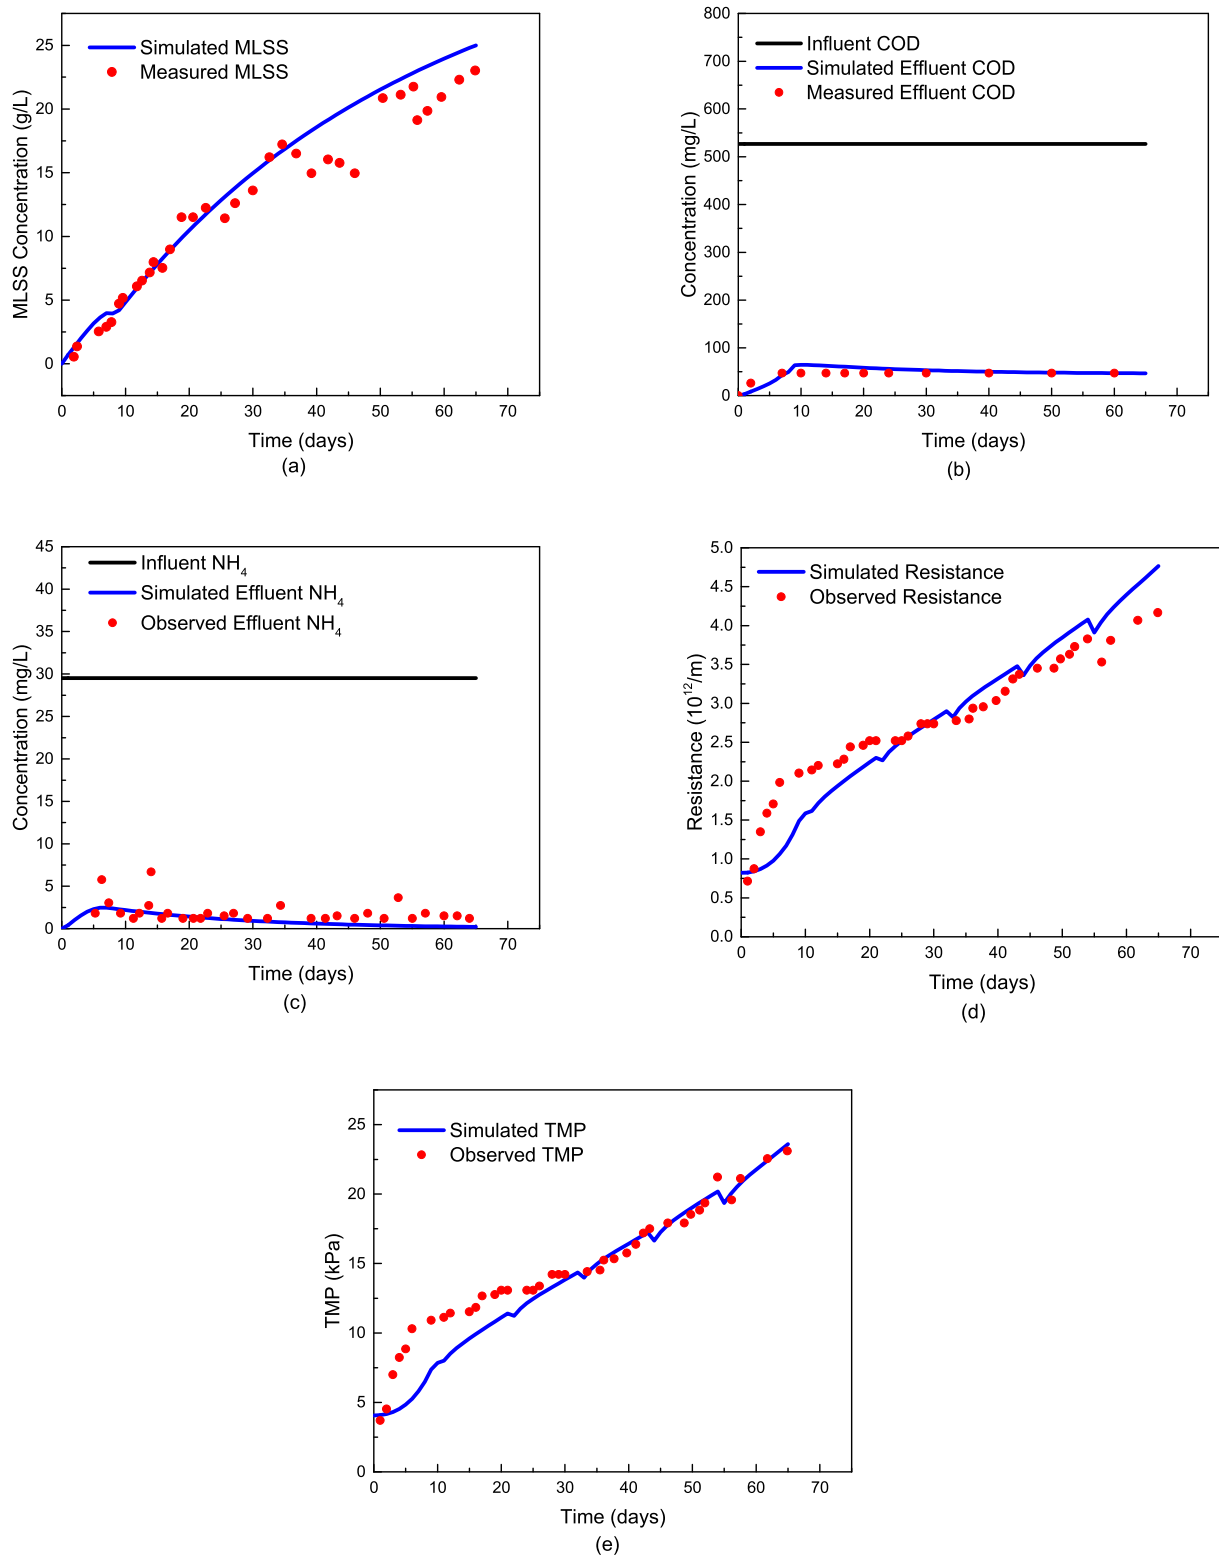 Simulated MLSS
Measured MLSS
MLSS Concentration (g/L)
25
20
15
10
5
0
0 10 20 30 40 50 60 70
Time (days)
(a)
Influent COD
Simulated Effluent COD
Measured Effluent COD
Concentration (mg/L)
800
700
600
500
400
300
200
100
0
0 10 20 30 40 50 60 70
Time (days)
(b)
Influent NH4
Simulated Effluent NH4
Observed Effluent NH4
Concentration (mg/L)
45
40
35
30
25
20
15
10
5
0
0 10 20 30 40 50 60 70
Time (days)
(c)
Simulated Resistance
Observed Resistance
Resistance (10^12/m)
5.0
4.5
4.0
3.5
3.0
2.5
2.0
1.5
1.0
0.5
0.0
0 10 20 30 40 50 60 70
Time (days)
(d)
Simulated TMP
Observed TMP
TMP (kPa)
25
20
15
10
5
0
0 10 20 30 40 50 60 70
Time (days)
(e)